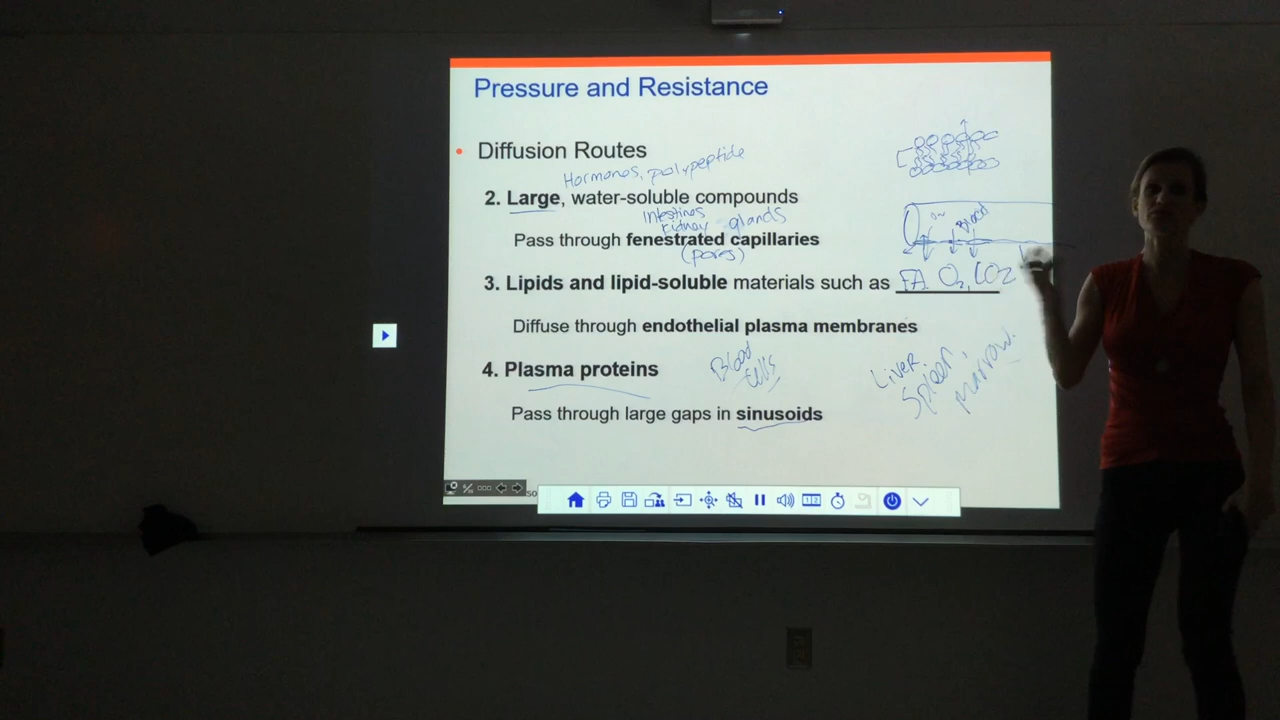 Pressure and Resistance
• Diffusion Routes
Hormones, polypeptide
2. Large, water-soluble compounds
Intestines
Kidney glands
Pass through fenestrated capillaries
(pores)
Blood
3. Lipids and lipid-soluble materials such as FA. O2, CO2
Diffuse through endothelial plasma membranes
4. Plasma proteins
Blood
Cells
Liver.
Spleen,
marrow.
Pass through large gaps in sinusoids
50